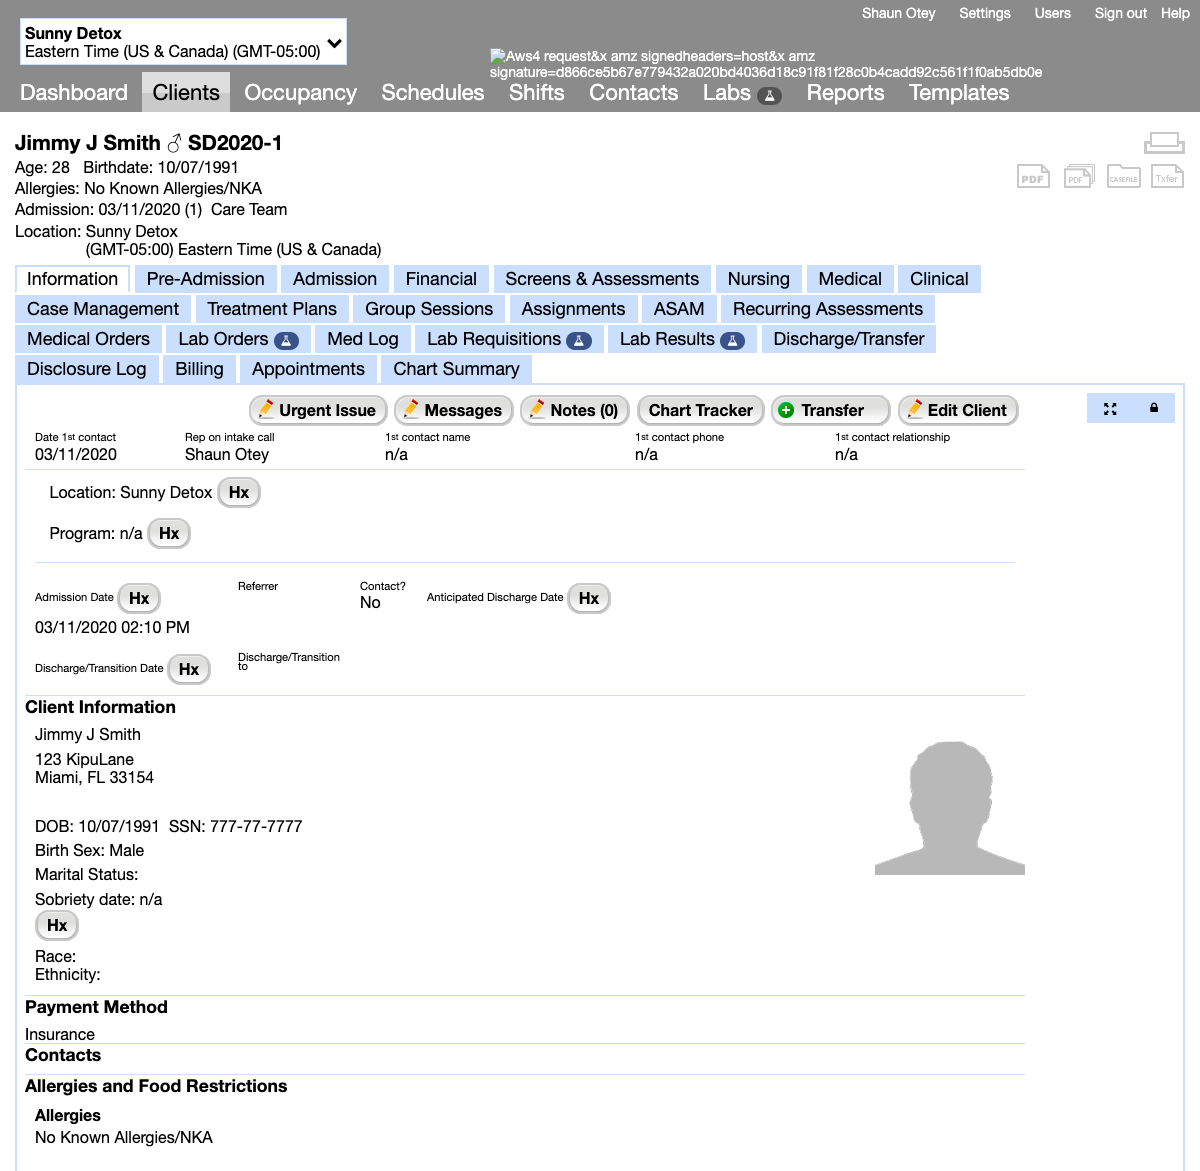 Shaun Otey Settings Users Sign out Help
Sunny Detox
Eastern Time (US & Canada) (GMT-05:00)
Aws4 request&x amz signedheaders=host&x amz
signature=d866ce5b67e779432a020bd4036d18c91f81f28c0b4cadd92c561f1f0ab5db0e
Dashboard Clients Occupancy Schedules Shifts Contacts Labs Reports Templates
Jimmy J Smith ♂ SD2020-1
Age: 28 Birthdate: 10/07/1991
Allergies: No Known Allergies/NKA
PDF PDF CASEFILE Txfer
Admission: 03/11/2020 (1) Care Team
Location: Sunny Detox
(GMT-05:00) Eastern Time (US & Canada)
Information Pre-Admission Admission Financial Screens & Assessments Nursing Medical Clinical
Case Management Treatment Plans Group Sessions Assignments ASAM Recurring Assessments
Medical Orders Lab Orders Med Log Lab Requisitions Lab Results Discharge/Transfer
Disclosure Log Billing Appointments Chart Summary
Urgent Issue Messages Notes (0) Chart Tracker Transfer Edit Client
Date 1st contact Rep on intake call 1st contact name 1st contact phone 1st contact relationship
03/11/2020 Shaun Otey n/a n/a n/a
Location: Sunny Detox Hx
Program: n/a Hx
Admission Date Hx Referrer Contact? Anticipated Discharge Date Hx
No
03/11/2020 02:10 PM
Discharge/Transition Date Hx Discharge/Transition
to
Client Information
Jimmy J Smith
123 KipuLane
Miami, FL 33154
DOB: 10/07/1991 SSN: 777-77-7777
Birth Sex: Male
Marital Status:
Sobriety date: n/a
Hx
Race:
Ethnicity:
Payment Method
Insurance
Contacts
Allergies and Food Restrictions
Allergies
No Known Allergies/NKA